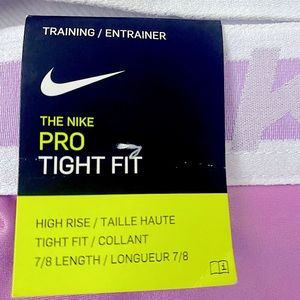 TRAINING / ENTRAINER
THE NIKE
PRO
TIGHT FIT
HIGH RISE / TAILLE HAUTE
TIGHT FIT / COLLANT
7/8 LENGTH / LONGUEUR 7/8
1